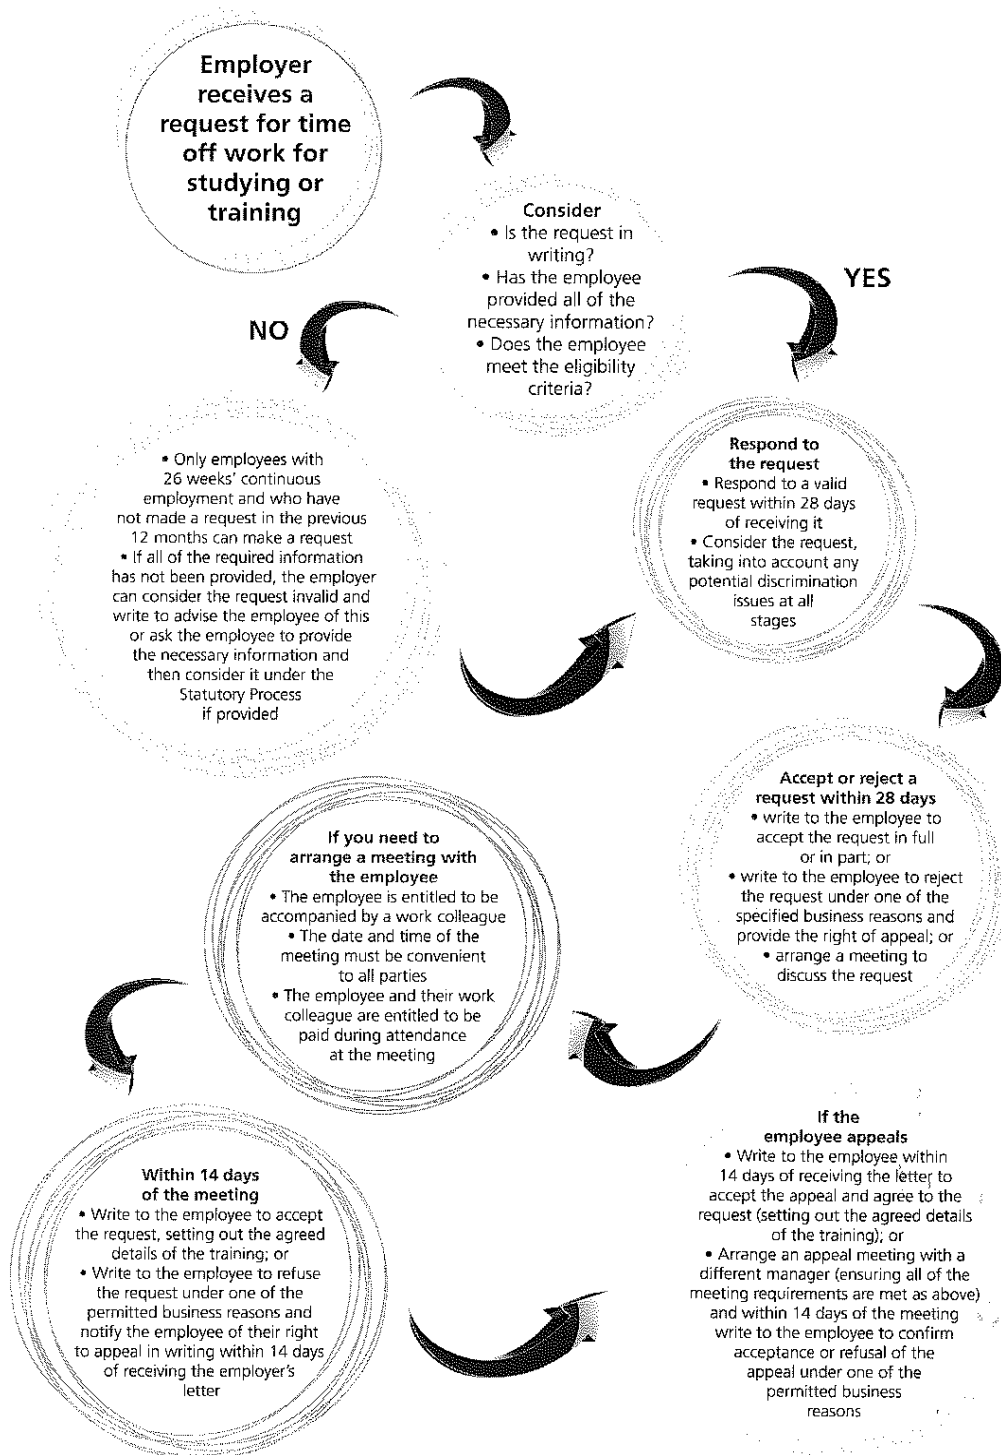 Employer
receives a
request for time
off work for
studying or
training
Consider
• Is the request in
writing?
• Has the employee
provided all of the
necessary information?
• Does the employee
meet the eligibility
criteria?
YES
NO
• Only employees with
26 weeks' continuous
employment and who have
not made a request in the previous
12 months can make a request
• If all of the required information
has not been provided, the employer
can consider the request invalid and
write to advise the employee of this
or ask the employee to provide
the necessary information and
then consider it under the
Statutory Process
if provided
Respond to
the request
• Respond to a valid
request within 28 days
of receiving it
• Consider the request,
taking into account any
potential discrimination
issues at all
stages
Accept or reject a
request within 28 days
• write to the employee to
accept the request in full
or in part; or
• write to the employee to reject
the request under one of the
specified business reasons and
provide the right of appeal; or
• arrange a meeting to
discuss the request
If you need to
arrange a meeting with
the employee
• The employee is entitled to be
accompanied by a work colleague
• The date and time of the
meeting must be convenient
to all parties
• The employee and their work
colleague are entitled to be
paid during attendance
at the meeting
Within 14 days
of the meeting
• Write to the employee to accept
the request, setting out the agreed
details of the training; or
• Write to the employee to refuse
the request under one of the
permitted business reasons and
notify the employee of their right
to appeal in writing within 14 days
of receiving the employer's
letter
If the
employee appeals
• Write to the employee within
14 days of receiving the letter to
accept the appeal and agree to the
request (setting out the agreed details
of the training); or
• Arrange an appeal meeting with a
different manager (ensuring all of the
meeting requirements are met as above)
and within 14 days of the meeting
write to the employee to confirm
acceptance or refusal of the
appeal under one of the
permitted business
reasons